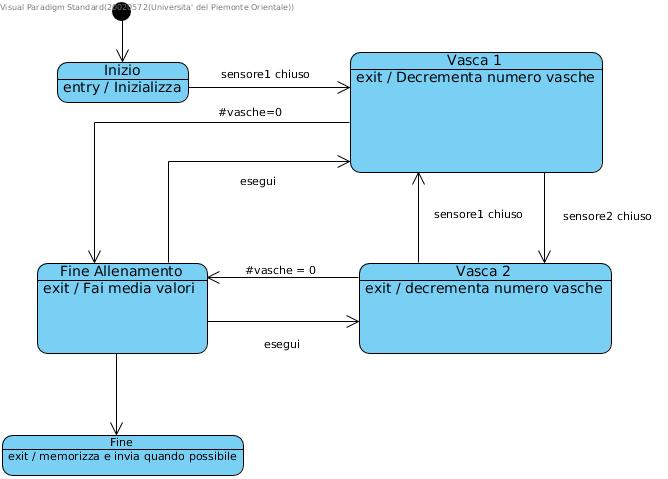 Visual Paradigm Standard(20020572(Universita' del Piemonte Orientale))
Inizio
entry / Inizializza
sensore1 chiuso
Vasca 1
exit / Decrementa numero vasche
#vasche=0
esegui
sensore1 chiuso
sensore2 chiuso
Fine Allenamento
exit / Fai media valori
#vasche = 0
Vasca 2
exit / decrementa numero vasche
esegui
Fine
exit / memorizza e invia quando possibile